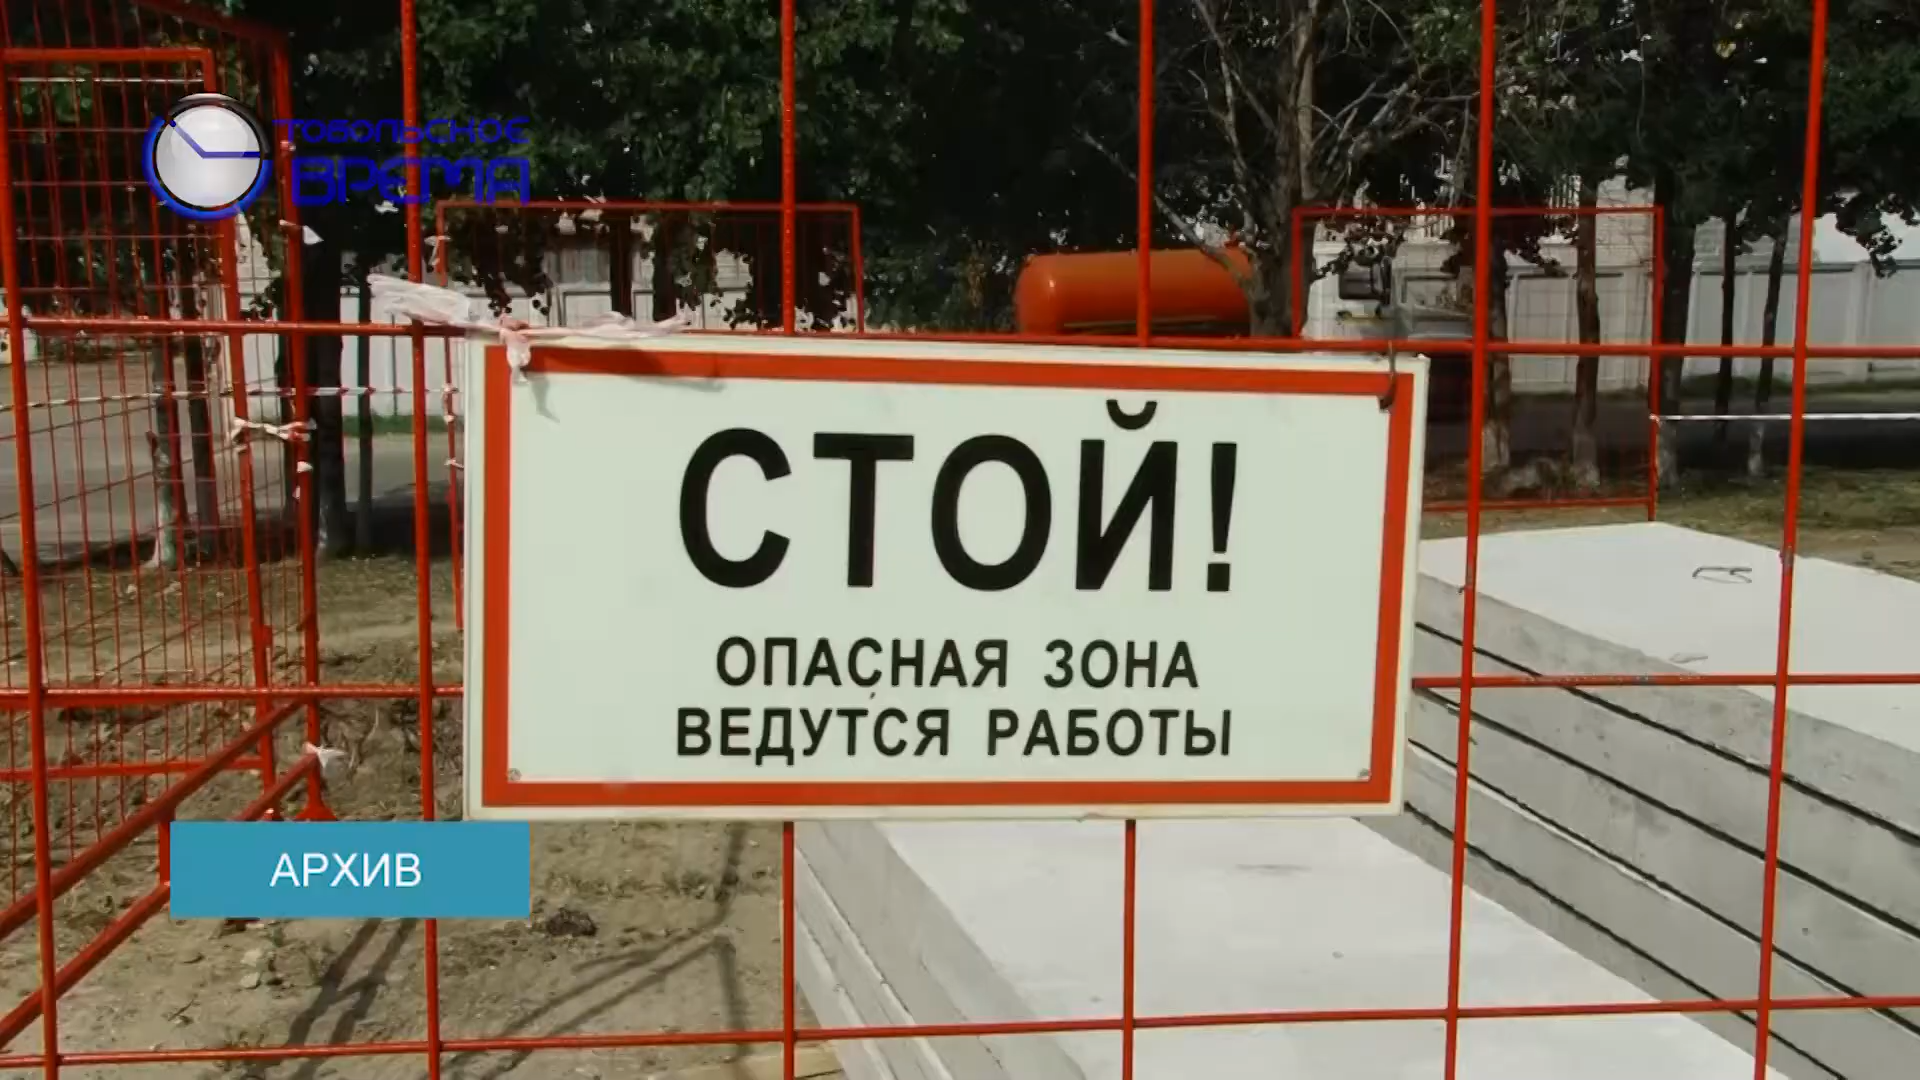 ТОБОЛЬСКОЕ
ВРЕМЯ
СТОЙ!
ОПАСНАЯ ЗОНА
ВЕДУТСЯ РАБОТЫ
АРХИВ